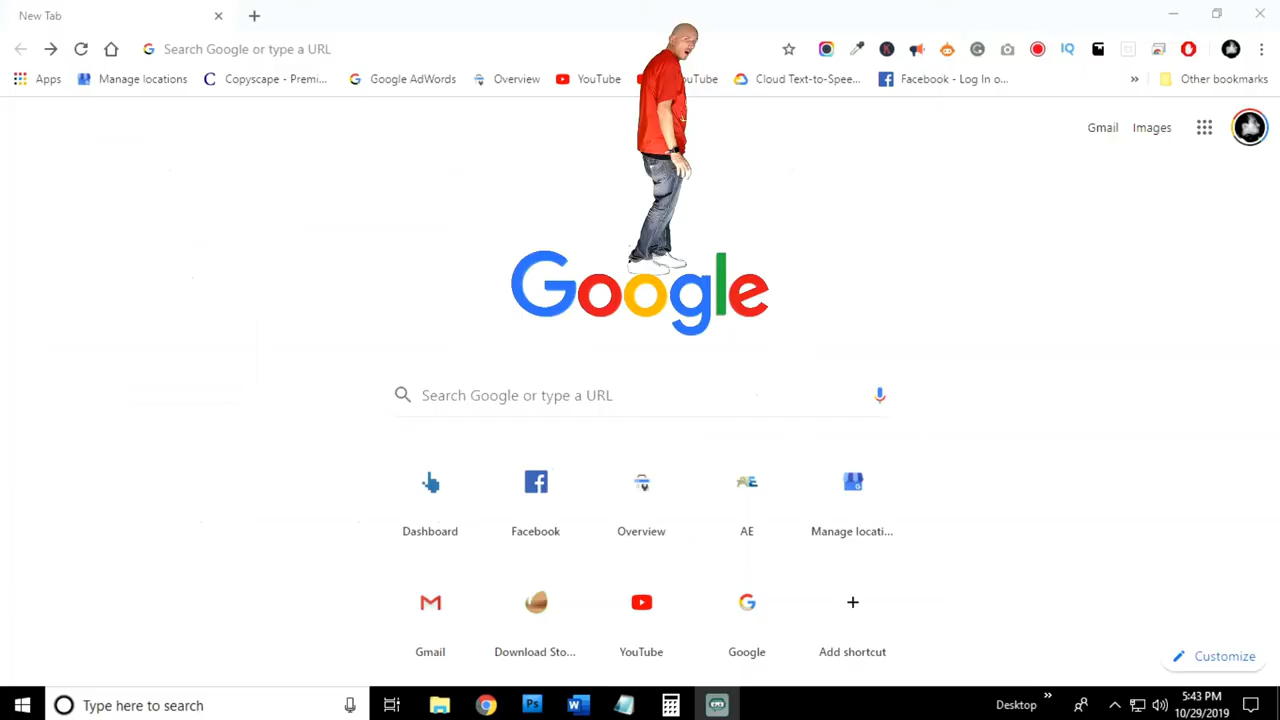 New Tab
Search Google or type a URL
Apps Manage locations Copyscape - Premi... Google AdWords Overview YouTube Cloud Text-to-Spee... Facebook - Log In o... » Other bookmarks
Gmail Images
Google
Search Google or type a URL
Dashboard Facebook Overview AE Manage locati...
Gmail Download Sto... YouTube Google Add shortcut
Customize
Type here to search
Desktop
5:43 PM
10/29/2019